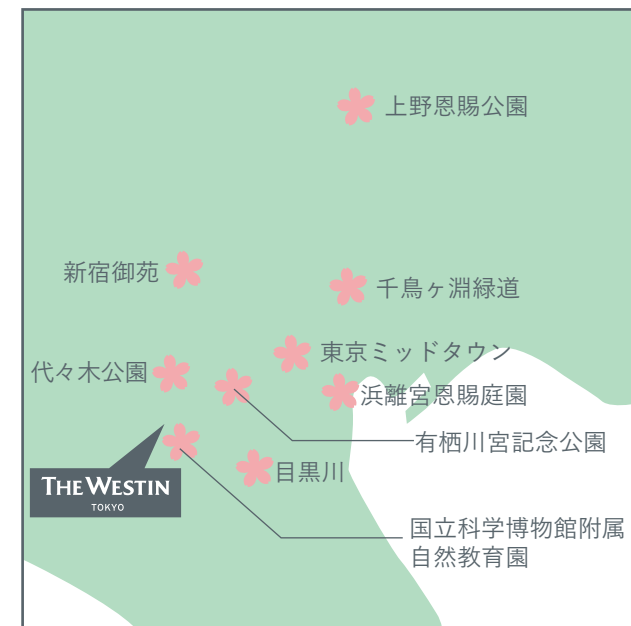 上野恩賜公園
新宿御苑
千鳥ヶ淵緑道
東京ミッドタウン
代々木公園
浜離宮恩賜庭園
有栖川宮記念公園
目黒川
THE WESTIN
TOKYO
国立科学博物館附属
自然教育園